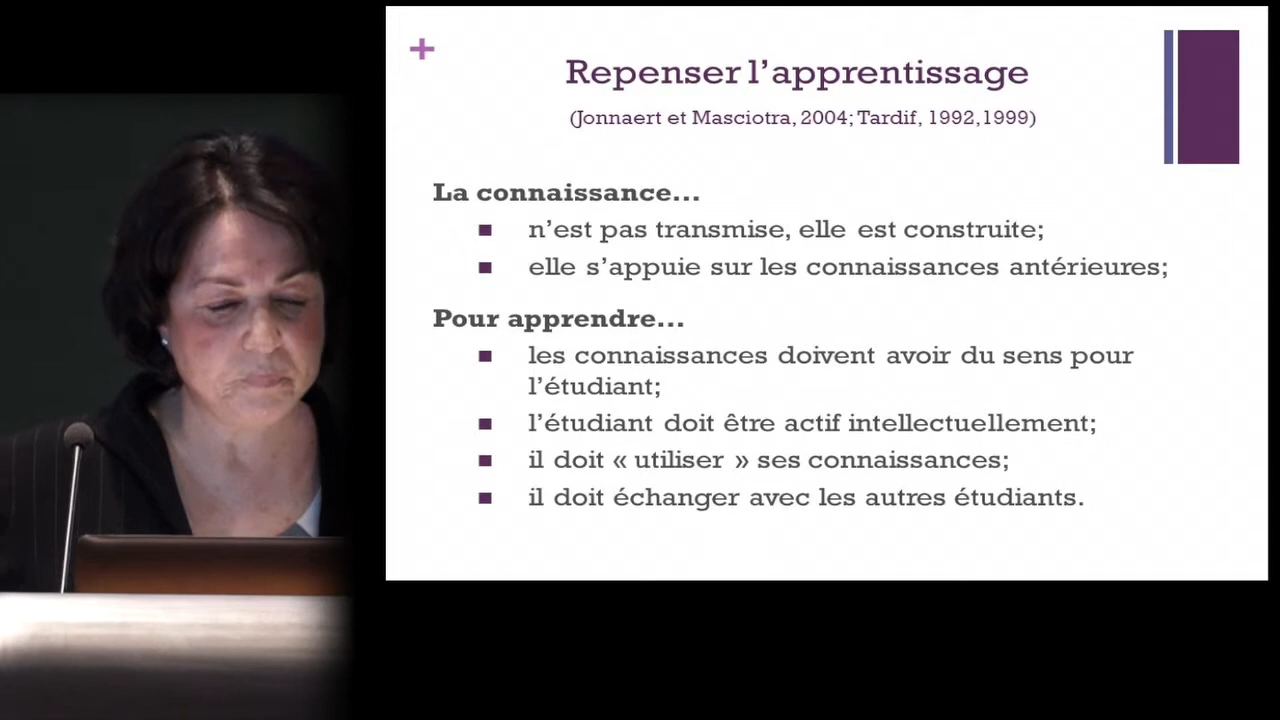 Repenser l’apprentissage
(Jonnaert et Masciotra, 2004; Tardif, 1992,1999)
La connaissance…
n’est pas transmise, elle est construite;
elle s’appuie sur les connaissances antérieures;
Pour apprendre…
les connaissances doivent avoir du sens pour
l’étudiant;
l’étudiant doit être actif intellectuellement;
il doit « utiliser » ses connaissances;
il doit échanger avec les autres étudiants.